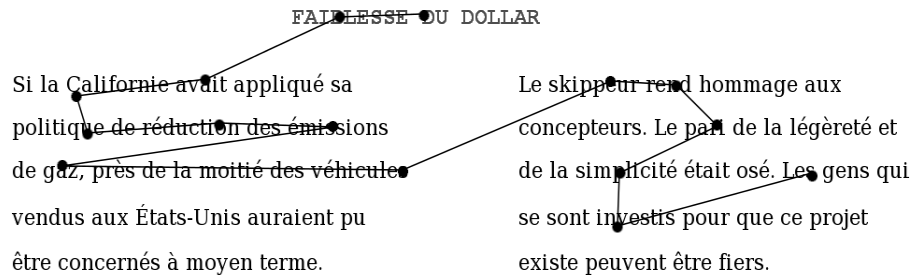 FAIBLESSE DU DOLLAR
Si la Californie avait appliqué sa
politique de réduction des émissions
de gaz, près de la moitié des véhicules
vendus aux États-Unis auraient pu
être concernés à moyen terme.
Le skippeur rend hommage aux
concepteurs. Le pari de la légèreté et
de la simplicité était osé. Les gens qui
se sont investis pour que ce projet
existe peuvent être fiers.